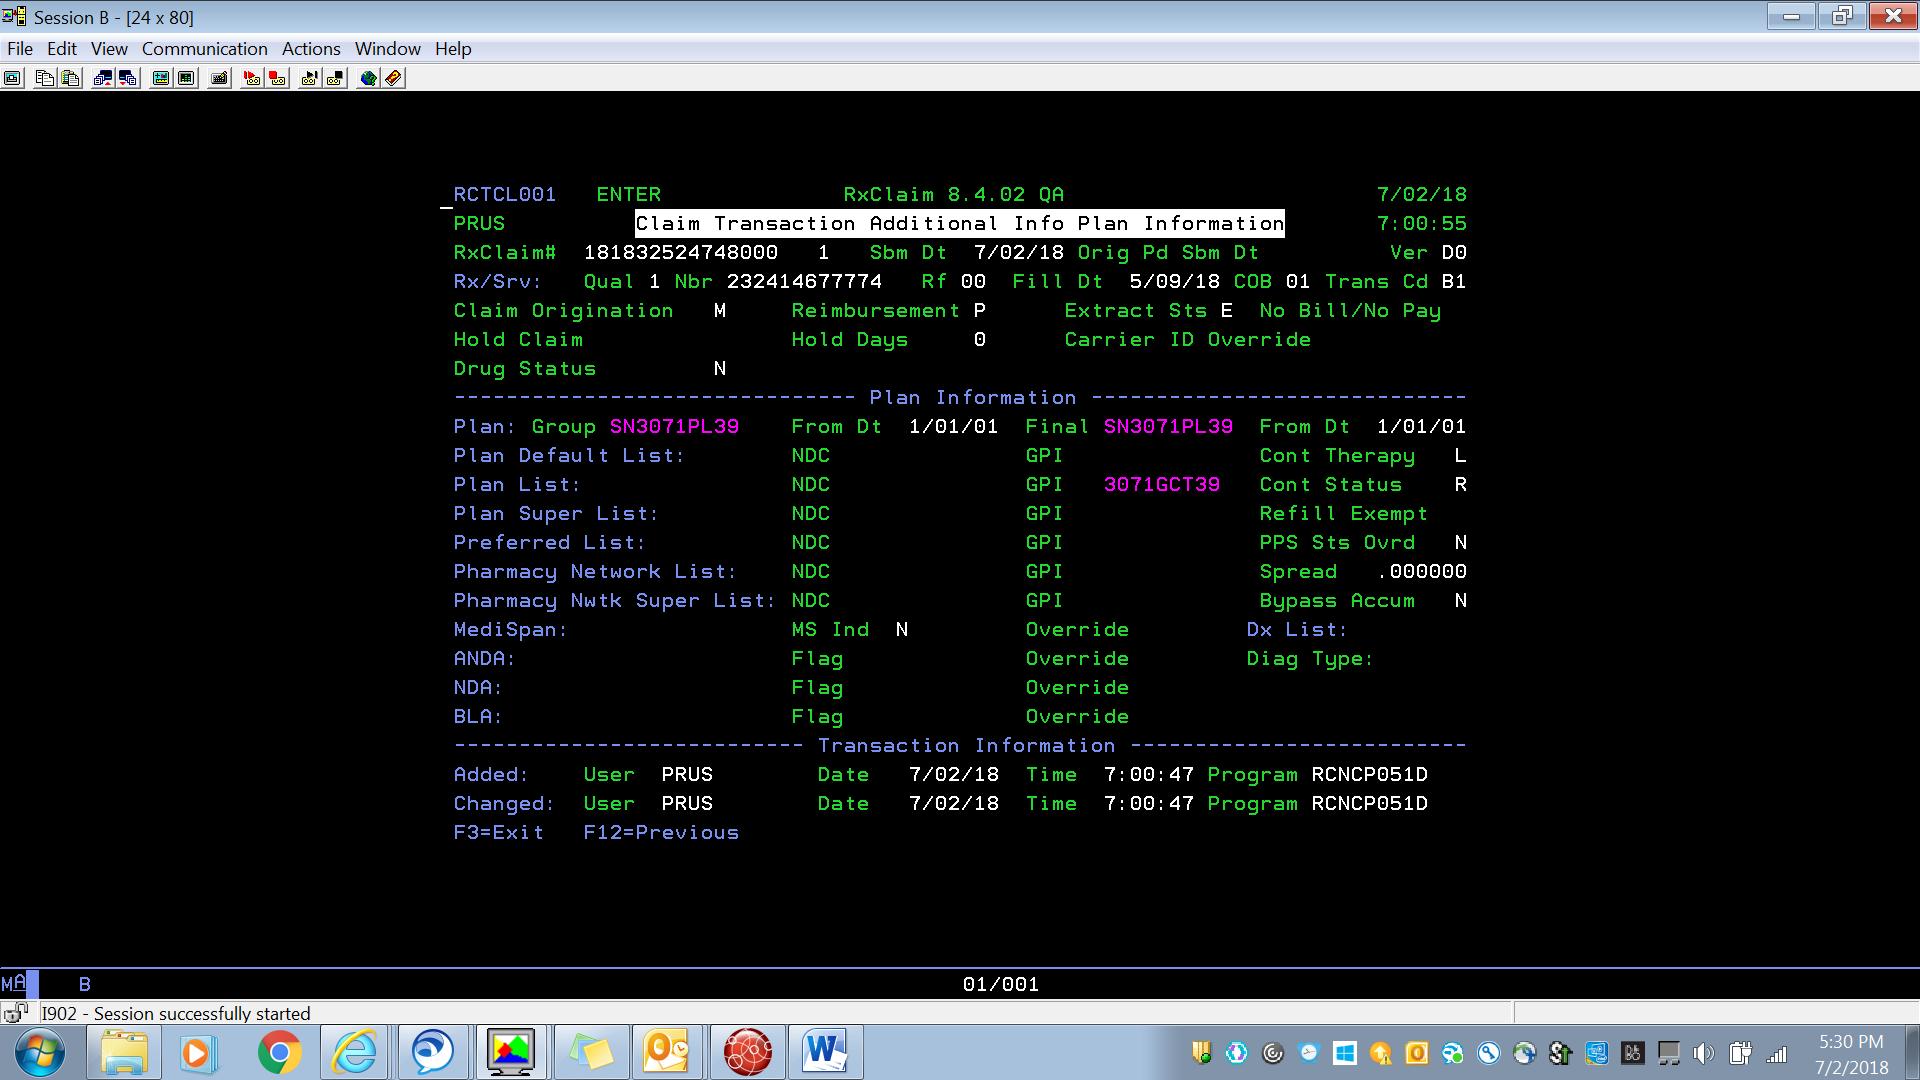 Session B - [24 x 80]
File Edit View Communication Actions Window Help
RCTCL001 ENTER RxClaim 8.4.02 QA 7/02/18
PRUS Claim Transaction Additional Info Plan Information 7:00:55
RxClaim# 181832524748000 1 Sbm Dt 7/02/18 Orig Pd Sbm Dt Ver D0
Rx/Srv: Qual 1 Nbr 232414677774 Rf 00 Fill Dt 5/09/18 COB 01 Trans Cd B1
Claim Origination M Reimbursement P Extract Sts E No Bill/No Pay
Hold Claim Hold Days 0 Carrier ID Override
Drug Status N
------------------------------- Plan Information -----------------------------
Plan: Group SN3071PL39 From Dt 1/01/01 Final SN3071PL39 From Dt 1/01/01
Plan Default List: NDC GPI Cont Therapy L
Plan List: NDC GPI 3071GCT39 Cont Status R
Plan Super List: NDC GPI Refill Exempt
Preferred List: NDC GPI PPS Sts Ovrd N
Pharmacy Network List: NDC GPI Spread .000000
Pharmacy Nwtk Super List: NDC GPI Bypass Accum N
MediSpan: MS Ind N Override Dx List:
ANDA: Flag Override Diag Type:
NDA: Flag Override
BLA: Flag Override
--------------------------- Transaction Information --------------------------
Added: User PRUS Date 7/02/18 Time 7:00:47 Program RCNCP051D
Changed: User PRUS Date 7/02/18 Time 7:00:47 Program RCNCP051D
F3=Exit F12=Previous
MA B 01/001
I902 - Session successfully started
5:30 PM
7/2/2018